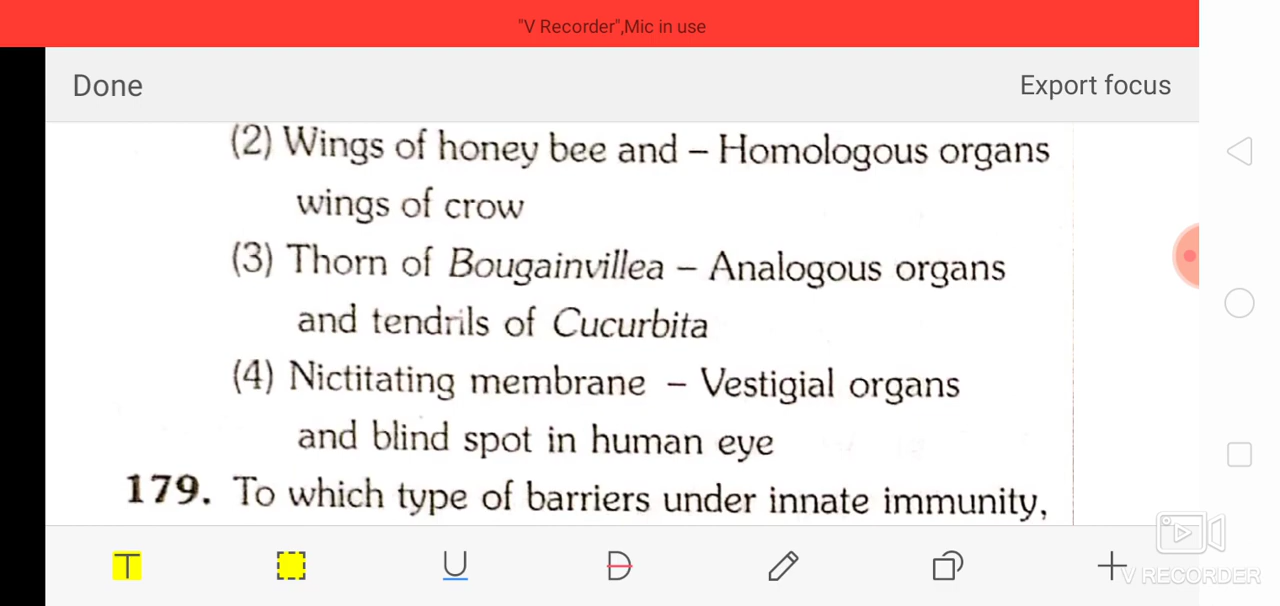 "V Recorder",Mic in use
Done
Export focus
(2) Wings of honey bee and – Homologous organs
wings of crow
(3) Thorn of Bougainvillea – Analogous organs
and tendrils of Cucurbita
(4) Nictitating membrane – Vestigial organs
and blind spot in human eye
179. To which type of barriers under innate immunity,
T
U
D
V RECORDER